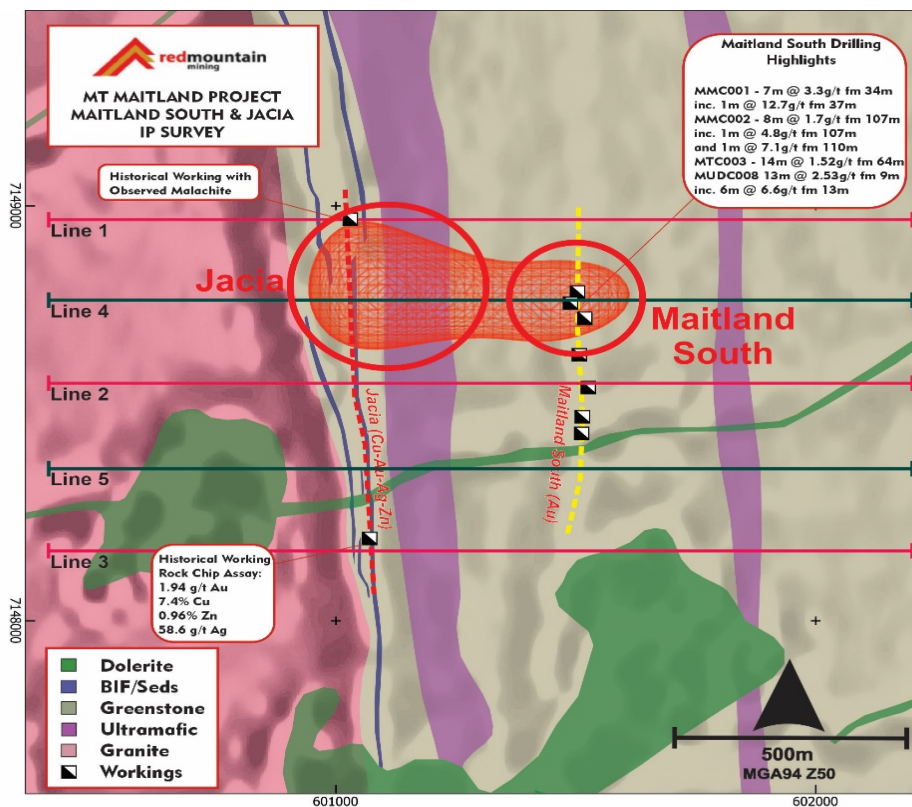 redmountain
mining
MT MAITLAND PROJECT
MAITLAND SOUTH & JACIA
IP SURVEY
Maitland South Drilling
Highlights
MMC001 - 7m @ 3.3g/t fm 34m
inc. 1m @ 12.7g/t fm 37m
MMC002 - 8m @ 1.7g/t fm 107m
inc. 1m @ 4.8g/t fm 107m
and 1m @ 7.1g/t fm 110m
MTC003 - 14m @ 1.52g/t fm 64m
MUDC008 13m @ 2.53g/t fm 9m
inc. 6m @ 6.6g/t fm 13m
Historical Working with
Observed Malachite
7149000
Line 1
Jacia
Line 4
Maitland
South
Line 2
Jacia (Cu-Au-Ag-Zn)
Maitland South (Au)
Line 5
Line 3
Historical Working
Rock Chip Assay:
1.94 g/t Au
7.4% Cu
0.96% Zn
58.6 g/t Ag
7148000
Dolerite
BIF/Seds
Greenstone
Ultramafic
Granite
Workings
500m
MGA94 Z50
601000
602000